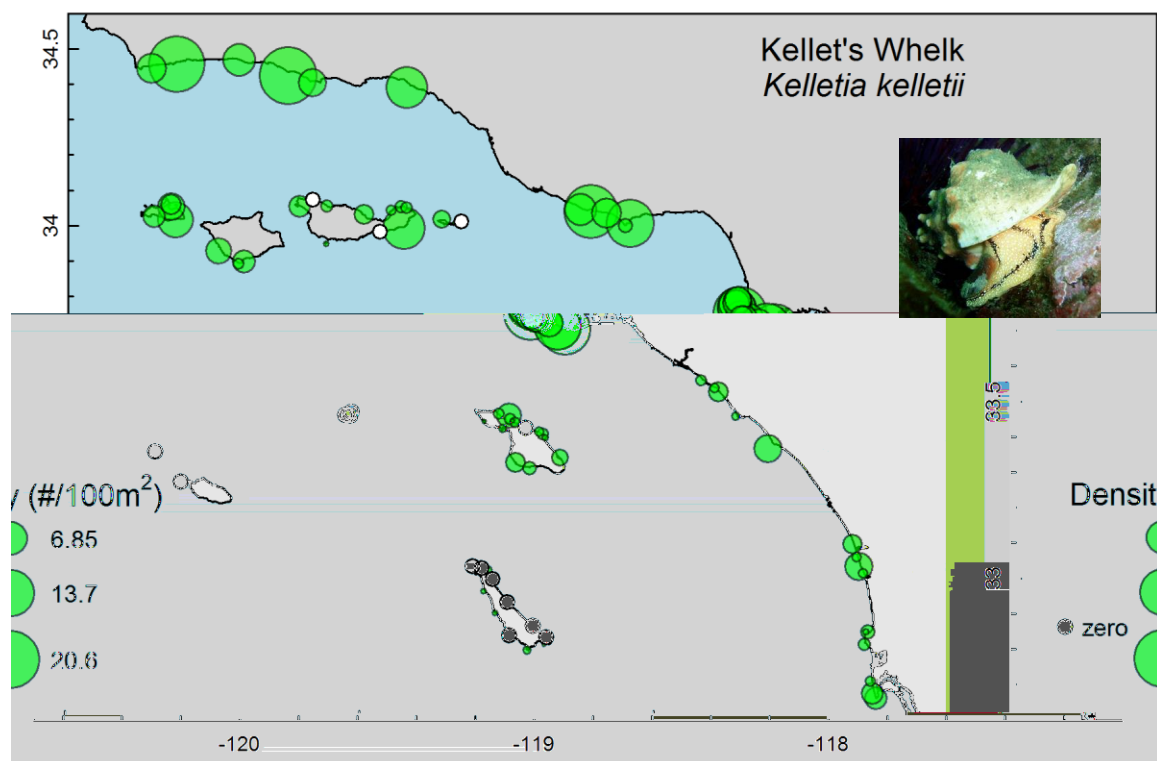 34.5
Kellet's Whelk
Kelletia kelletii
34
33.5
y (#/100m²)
Densit
6.85
13.7
33
zero
20.6
-120
-119
-118